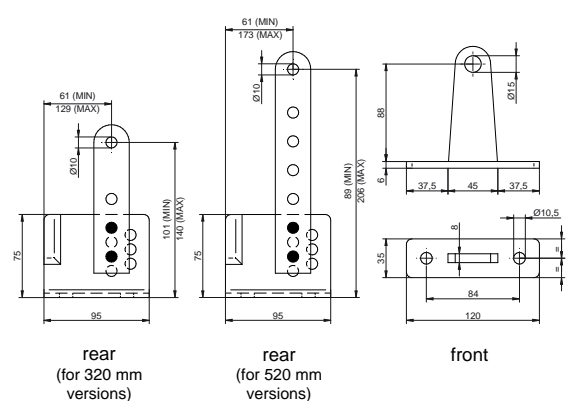 61 (MIN)
129 (MAX)
Ø10
101 (MIN)
140 (MAX)
75
95
rear
(for 320 mm
versions)
61 (MIN)
173 (MAX)
Ø10
89 (MIN)
206 (MAX)
75
95
rear
(for 520 mm
versions)
88
Ø15
6
37,5
45
37,5
Ø10,5
8
35
=
=
84
120
front